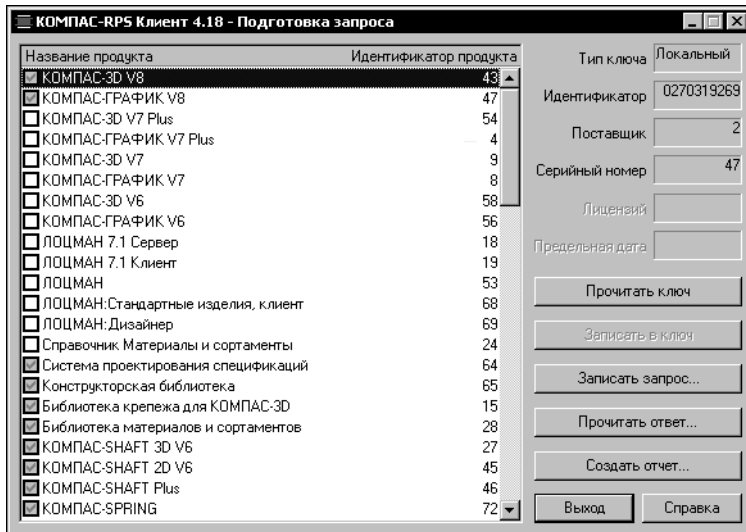 КОМПАС-RPS Клиент 4.18 - Подготовка запроса
Название продукта Идентификатор продукта
КОМПАС-3D V8 43
КОМПАС-ГРАФИК V8 47
КОМПАС-3D V7 Plus 54
КОМПАС-ГРАФИК V7 Plus 4
КОМПАС-3D V7 9
КОМПАС-ГРАФИК V7 8
КОМПАС-3D V6 58
КОМПАС-ГРАФИК V6 56
ЛОЦМАН 7.1 Сервер 18
ЛОЦМАН 7.1 Клиент 19
ЛОЦМАН 53
ЛОЦМАН:Стандартные изделия, клиент 68
ЛОЦМАН:Дизайнер 69
Справочник Материалы и сортаменты 24
Система проектирования спецификаций 64
Конструкторская библиотека 65
Библиотека крепежа для КОМПАС-3D 15
Библиотека материалов и сортаментов 28
КОМПАС-SHAFT 3D V6 27
КОМПАС-SHAFT 2D V6 45
КОМПАС-SHAFT Plus 46
КОМПАС-SPRING 72
Тип ключа Локальный
Идентификатор 0270319269
Поставщик 2
Серийный номер 47
Лицензий
Предельная дата
Прочитать ключ
Записать в ключ
Записать запрос...
Прочитать ответ...
Создать отчет...
Выход Справка